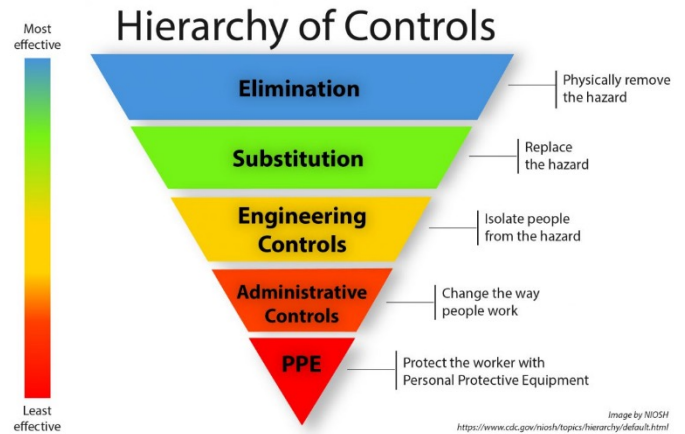 Hierarchy of Controls
Most
effective
Elimination
Physically remove
the hazard
Substitution
Replace
the hazard
Engineering
Controls
Isolate people
from the hazard
Administrative
Controls
Change the way
people work
PPE
Protect the worker with
Personal Protective Equipment
Least
effective
Image by NIOSH
https://www.cdc.gov/niosh/topics/hierarchy/default.html